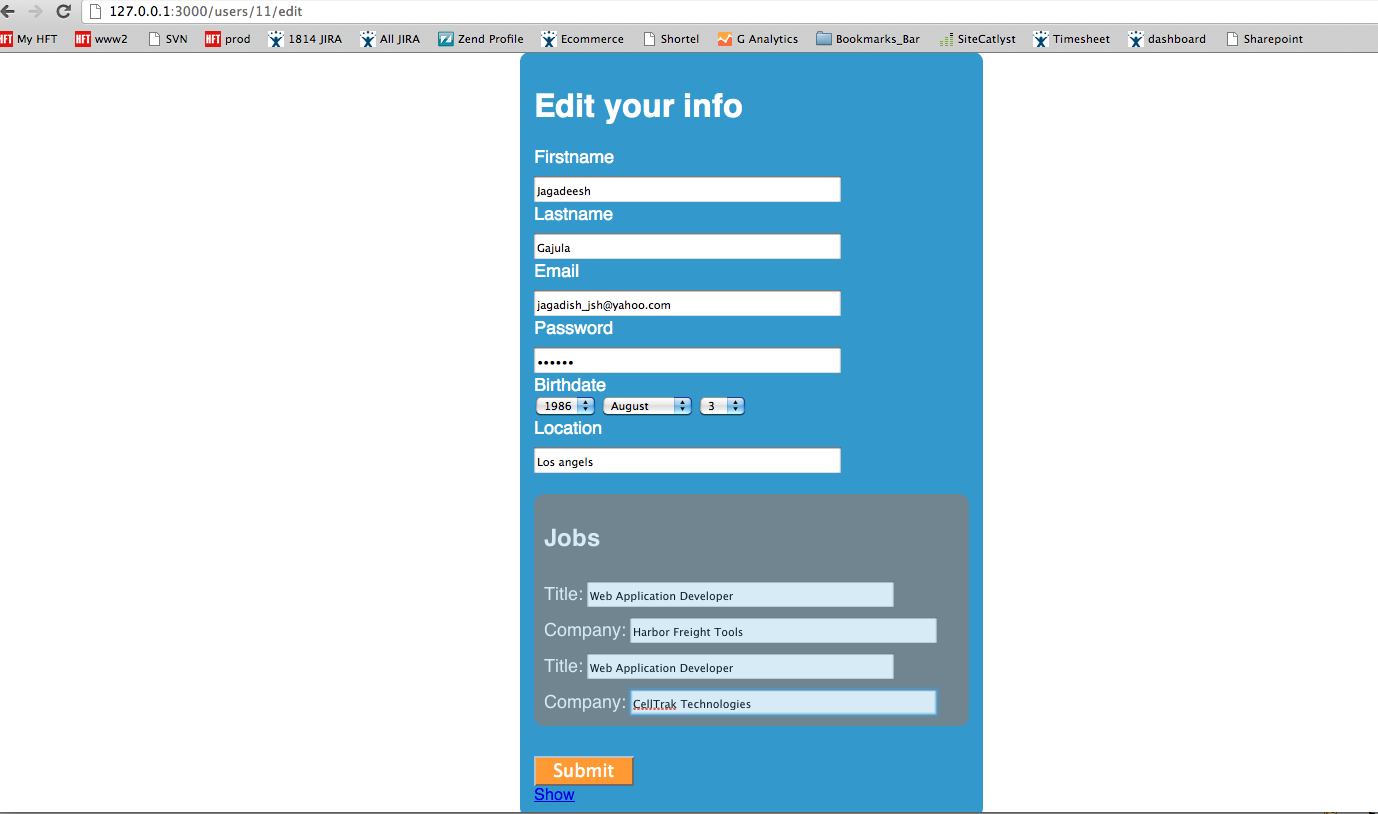 127.0.0.1:3000/users/11/edit
HFT My HFT HFT www2 SVN HFT prod 1814 JIRA All JIRA Zend Profile Ecommerce Shortel G Analytics Bookmarks_Bar SiteCatlyst Timesheet dashboard Sharepoint
Edit your info
Firstname
Jagadeesh
Lastname
Gajula
Email
jagadish_jsh@yahoo.com
Password
••••••
Birthdate
1986 August 3
Location
Los angels
Jobs
Title: Web Application Developer
Company: Harbor Freight Tools
Title: Web Application Developer
Company: CellTrak Technologies
Submit
Show